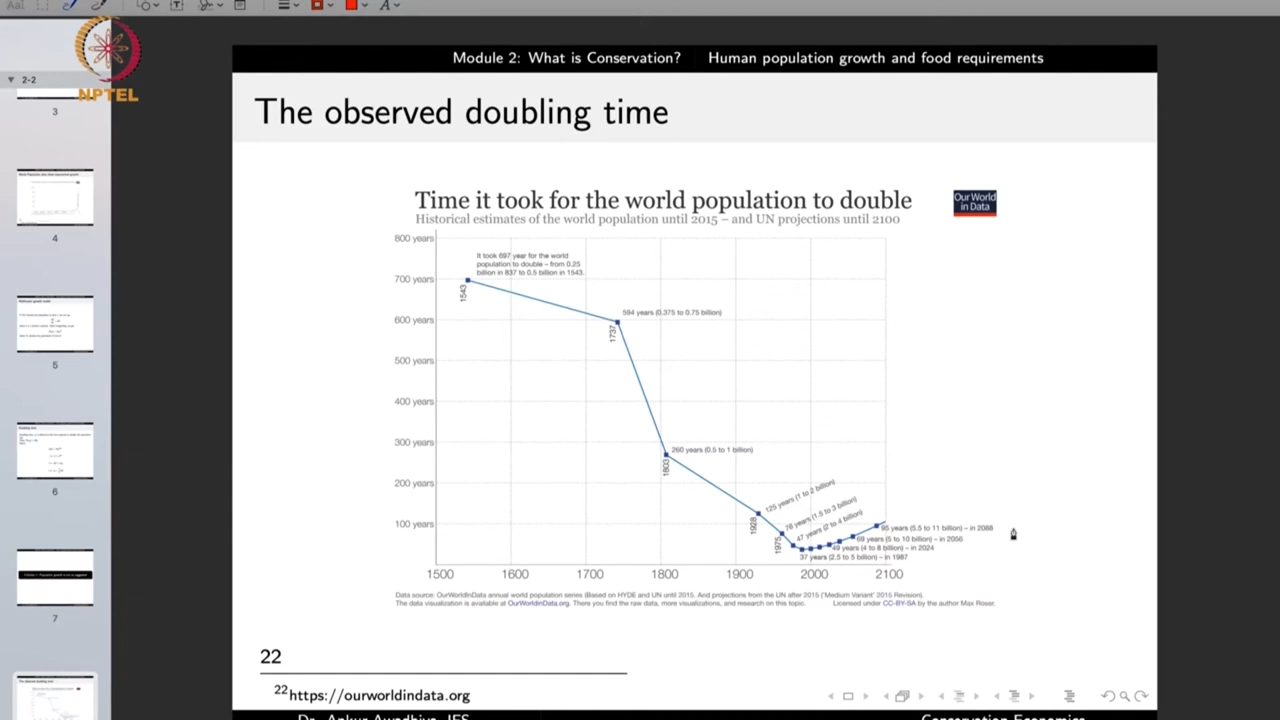 Aa
T
A
NPTEL
2-2
3
4
5
6
7
Module 2: What is Conservation? Human population growth and food requirements
The observed doubling time
Time it took for the world population to double
Historical estimates of the world population until 2015 – and UN projections until 2100
Our World
in Data
800 years
700 years
600 years
500 years
400 years
300 years
200 years
100 years
It took 697 year for the world
population to double – from 0.25
billion in 837 to 0.5 billion in 1543.
1543
594 years (0.375 to 0.75 billion)
1737
260 years (0.5 to 1 billion)
1803
125 years (1 to 2 billion)
1928
76 years (1.5 to 3 billion)
47 years (2 to 4 billion)
1975
95 years (5.5 to 11 billion) – in 2088
69 years (5 to 10 billion) – in 2056
49 years (4 to 8 billion) – in 2024
37 years (2.5 to 5 billion) – in 1987
1500 1600 1700 1800 1900 2000 2100
Data source: OurWorldInData annual world population series (Based on HYDE and UN until 2015. And projections from the UN after 2015 ('Medium Variant' 2015 Revision).
The data visualization is available at OurWorldinData.org. There you find the raw data, more visualizations, and research on this topic. Licensed under CC-BY-SA by the author Max Roser.
22
22 https://ourworldindata.org
Dr. Ankur Awadhiya, IFS Conservation Economics